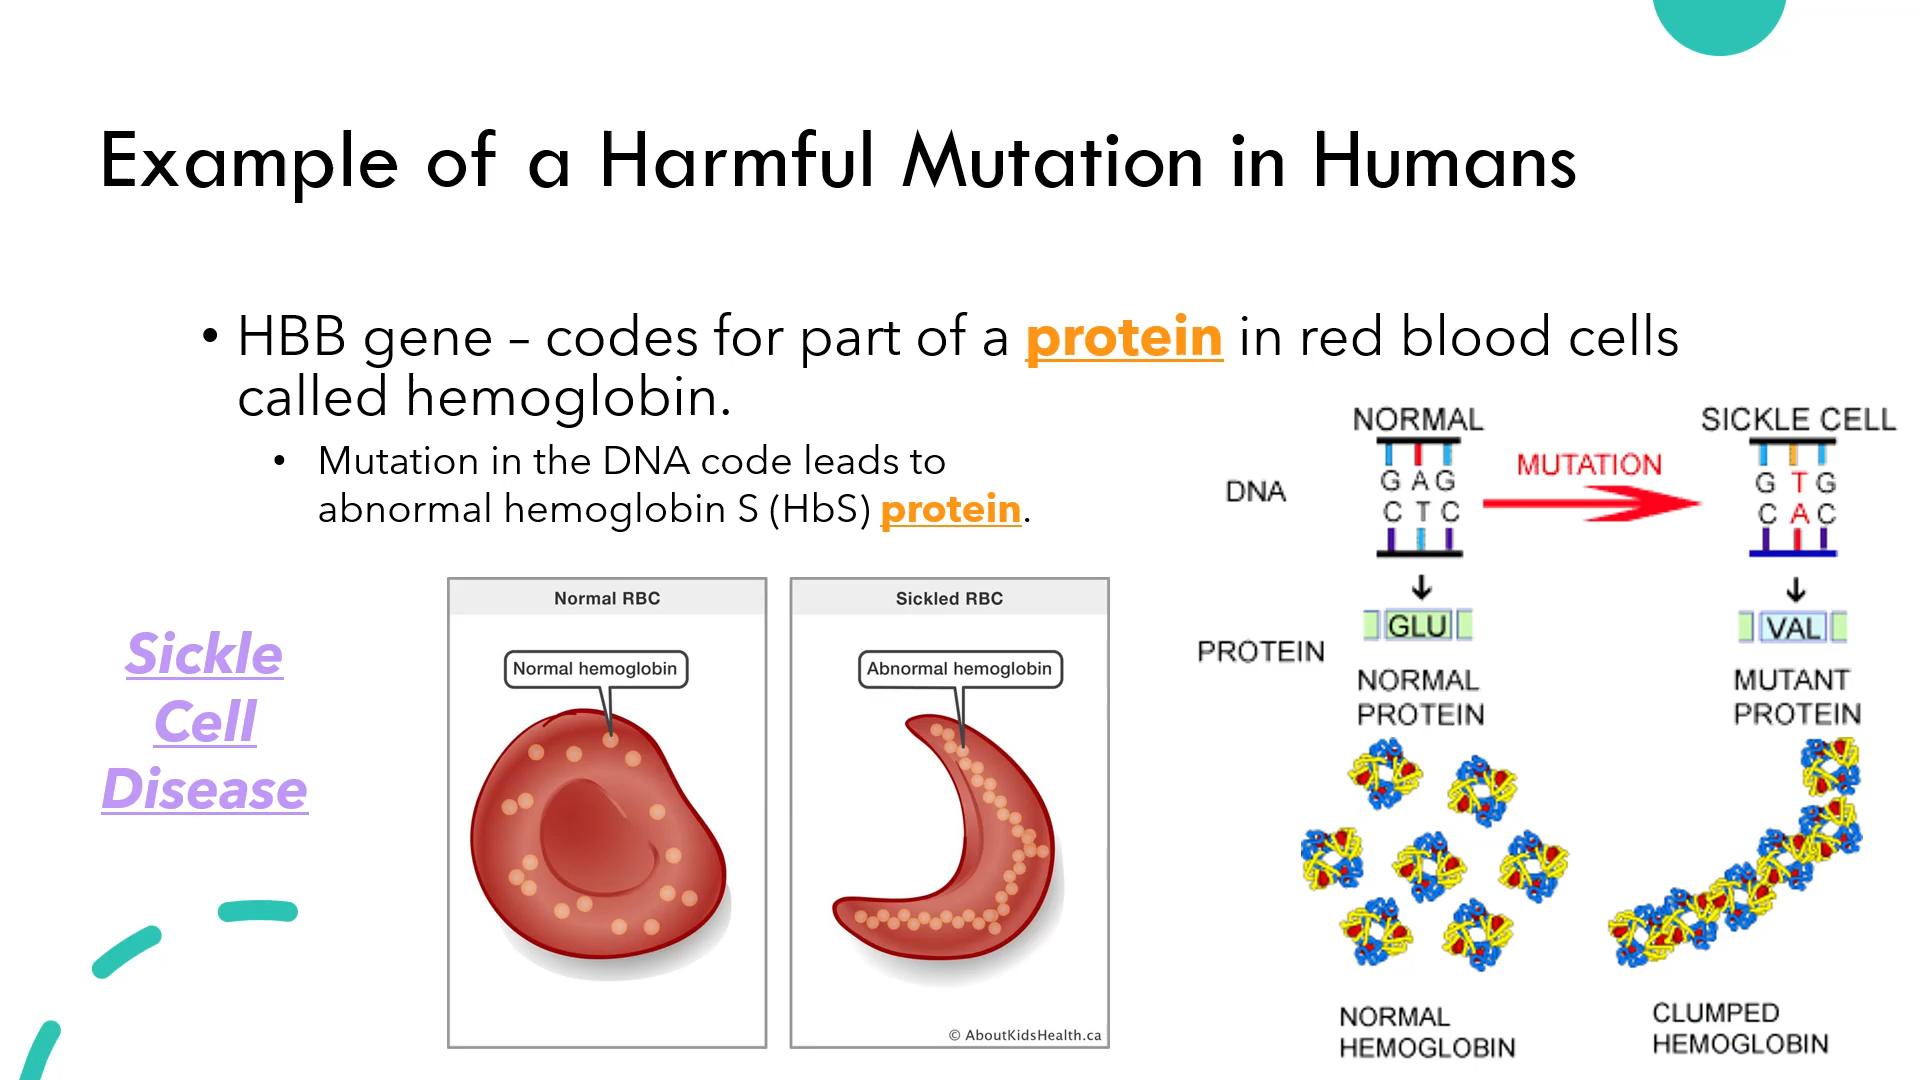 Example of a Harmful Mutation in Humans
• HBB gene – codes for part of a protein in red blood cells
called hemoglobin.
• Mutation in the DNA code leads to
abnormal hemoglobin S (HbS) protein.
Sickle
Cell
Disease
Normal RBC
Normal hemoglobin
Sickled RBC
Abnormal hemoglobin
© AboutKidsHealth.ca
NORMAL
SICKLE CELL
MUTATION
DNA
G A G
C T C
G T G
C A C
PROTEIN
GLU
VAL
NORMAL
PROTEIN
MUTANT
PROTEIN
NORMAL
HEMOGLOBIN
CLUMPED
HEMOGLOBIN